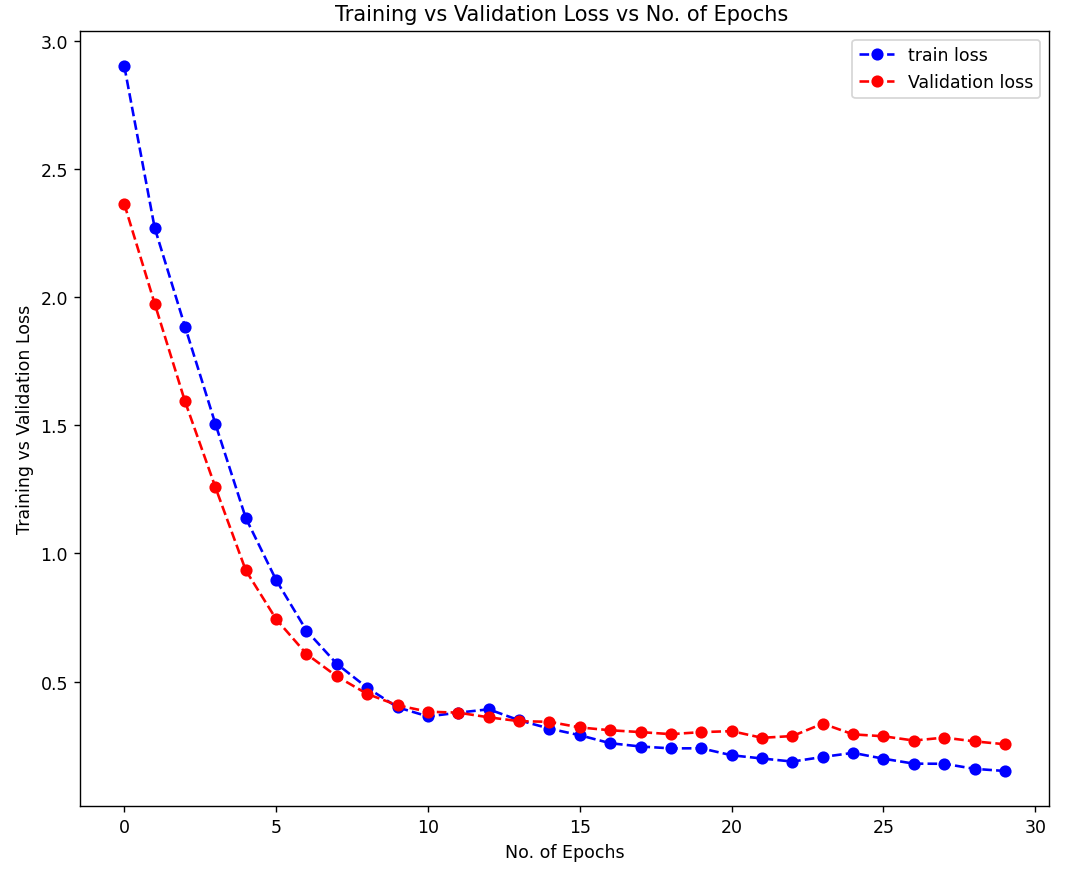 Training vs Validation Loss vs No. of Epochs
train loss
Validation loss
Training vs Validation Loss
3.0
2.5
2.0
1.5
1.0
0.5
0 5 10 15 20 25 30
No. of Epochs